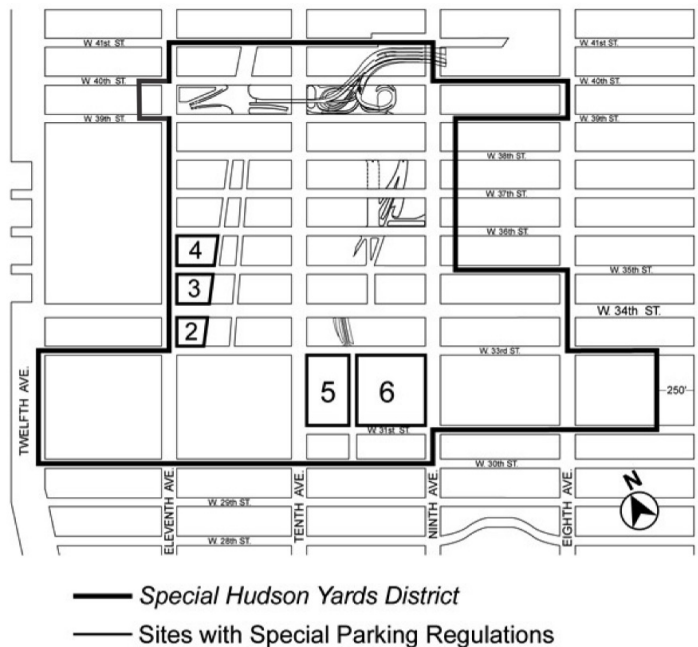 W. 41st ST.
W. 41st ST.
W. 40th ST.
W. 40th ST.
W. 39th ST.
W. 39th ST.
W. 38th ST.
W. 37th ST.
W. 36th ST.
4
W. 35th ST.
3
W. 34th ST.
2
W. 33rd ST.
5
6
250'
TWELFTH AVE.
W. 31st ST.
W. 30th ST.
ELEVENTH AVE.
TENTH AVE.
NINTH AVE.
EIGHTH AVE.
N
W. 29th ST.
W. 28th ST.
Special Hudson Yards District
Sites with Special Parking Regulations